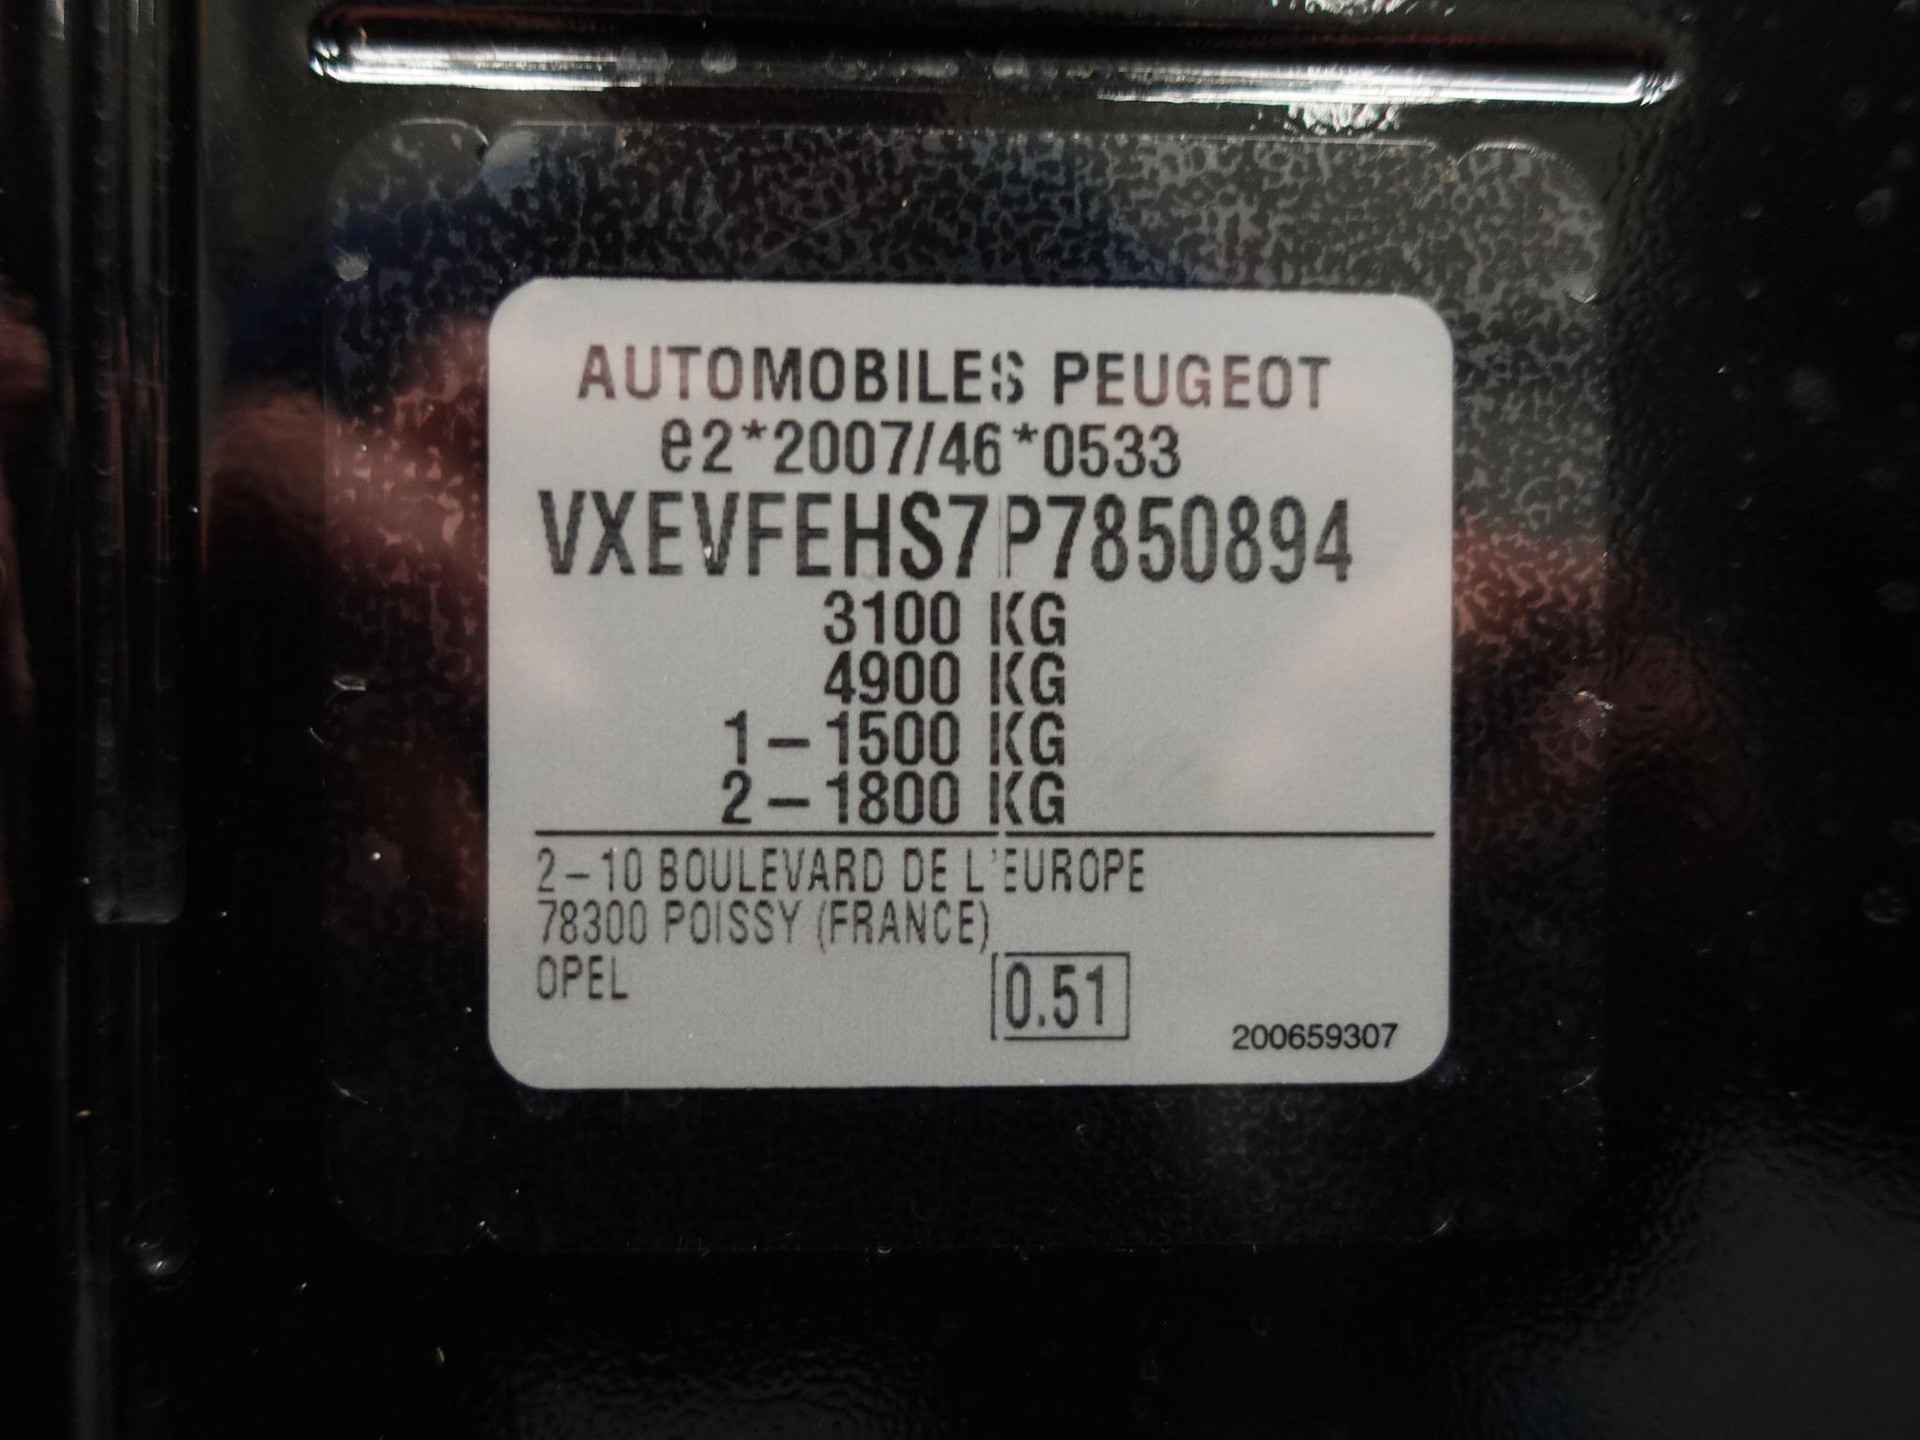 AUTOMOBILES PEUGEOT
e2*2007/46*0533
VXEVFEHS7P7850894
3100 KG
4900 KG
1-1500 KG
2-1800 KG
2-10 BOULEVARD DE L'EUROPE
78300 POISSY (FRANCE)
OPEL
0.51
200659307